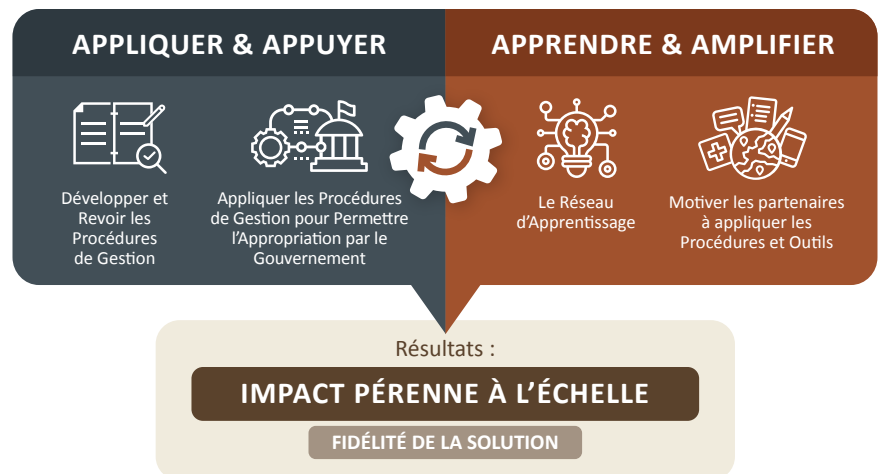 APPLIQUER & APPUYER
Développer et
Revoir les
Procédures
de Gestion
Appliquer les Procédures
de Gestion pour Permettre
l’Appropriation par le
Gouvernement
APPRENDRE & AMPLIFIER
Le Réseau
d’Apprentissage
Motiver les partenaires
à appliquer les
Procédures et Outils
Résultats :
IMPACT PÉRENNE À L’ÉCHELLE
FIDÉLITÉ DE LA SOLUTION